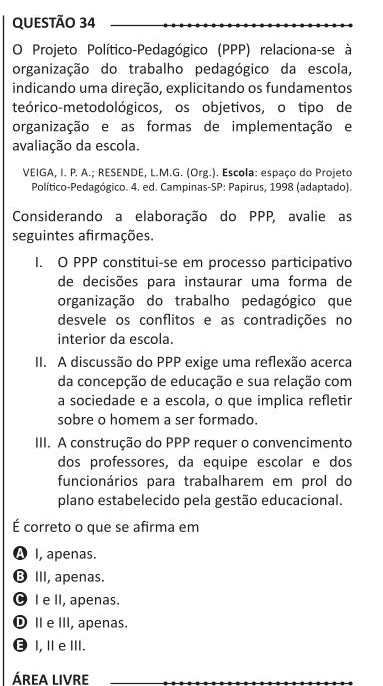 QUESTÃO 34
O Projeto Político-Pedagógico (PPP) relaciona-se à
organização do trabalho pedagógico da escola,
indicando uma direção, explicitando os fundamentos
teórico-metodológicos, os objetivos, o tipo de
organização e as formas de implementação e
avaliação da escola.
VEIGA, I. P. A.; RESENDE, L.M.G. (Org.). Escola: espaço do Projeto
Político-Pedagógico. 4. ed. Campinas-SP: Papirus, 1998 (adaptado).
Considerando a elaboração do PPP, avalie as
seguintes afirmações.
I. O PPP constitui-se em processo participativo
de decisões para instaurar uma forma de
organização do trabalho pedagógico que
desvele os conflitos e as contradições no
interior da escola.
II. A discussão do PPP exige uma reflexão acerca
da concepção de educação e sua relação com
a sociedade e a escola, o que implica refletir
sobre o homem a ser formado.
III. A construção do PPP requer o convencimento
dos professores, da equipe escolar e dos
funcionários para trabalharem em prol do
plano estabelecido pela gestão educacional.
É correto o que se afirma em
A I, apenas.
B III, apenas.
C I e II, apenas.
D II e III, apenas.
E I, II e III.
ÁREA LIVRE